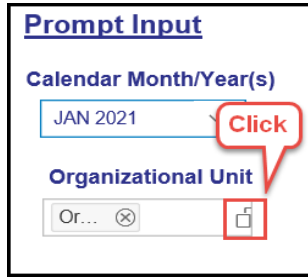 Prompt Input
Calendar Month/Year(s)
JAN 2021
Click
Organizational Unit
Or...